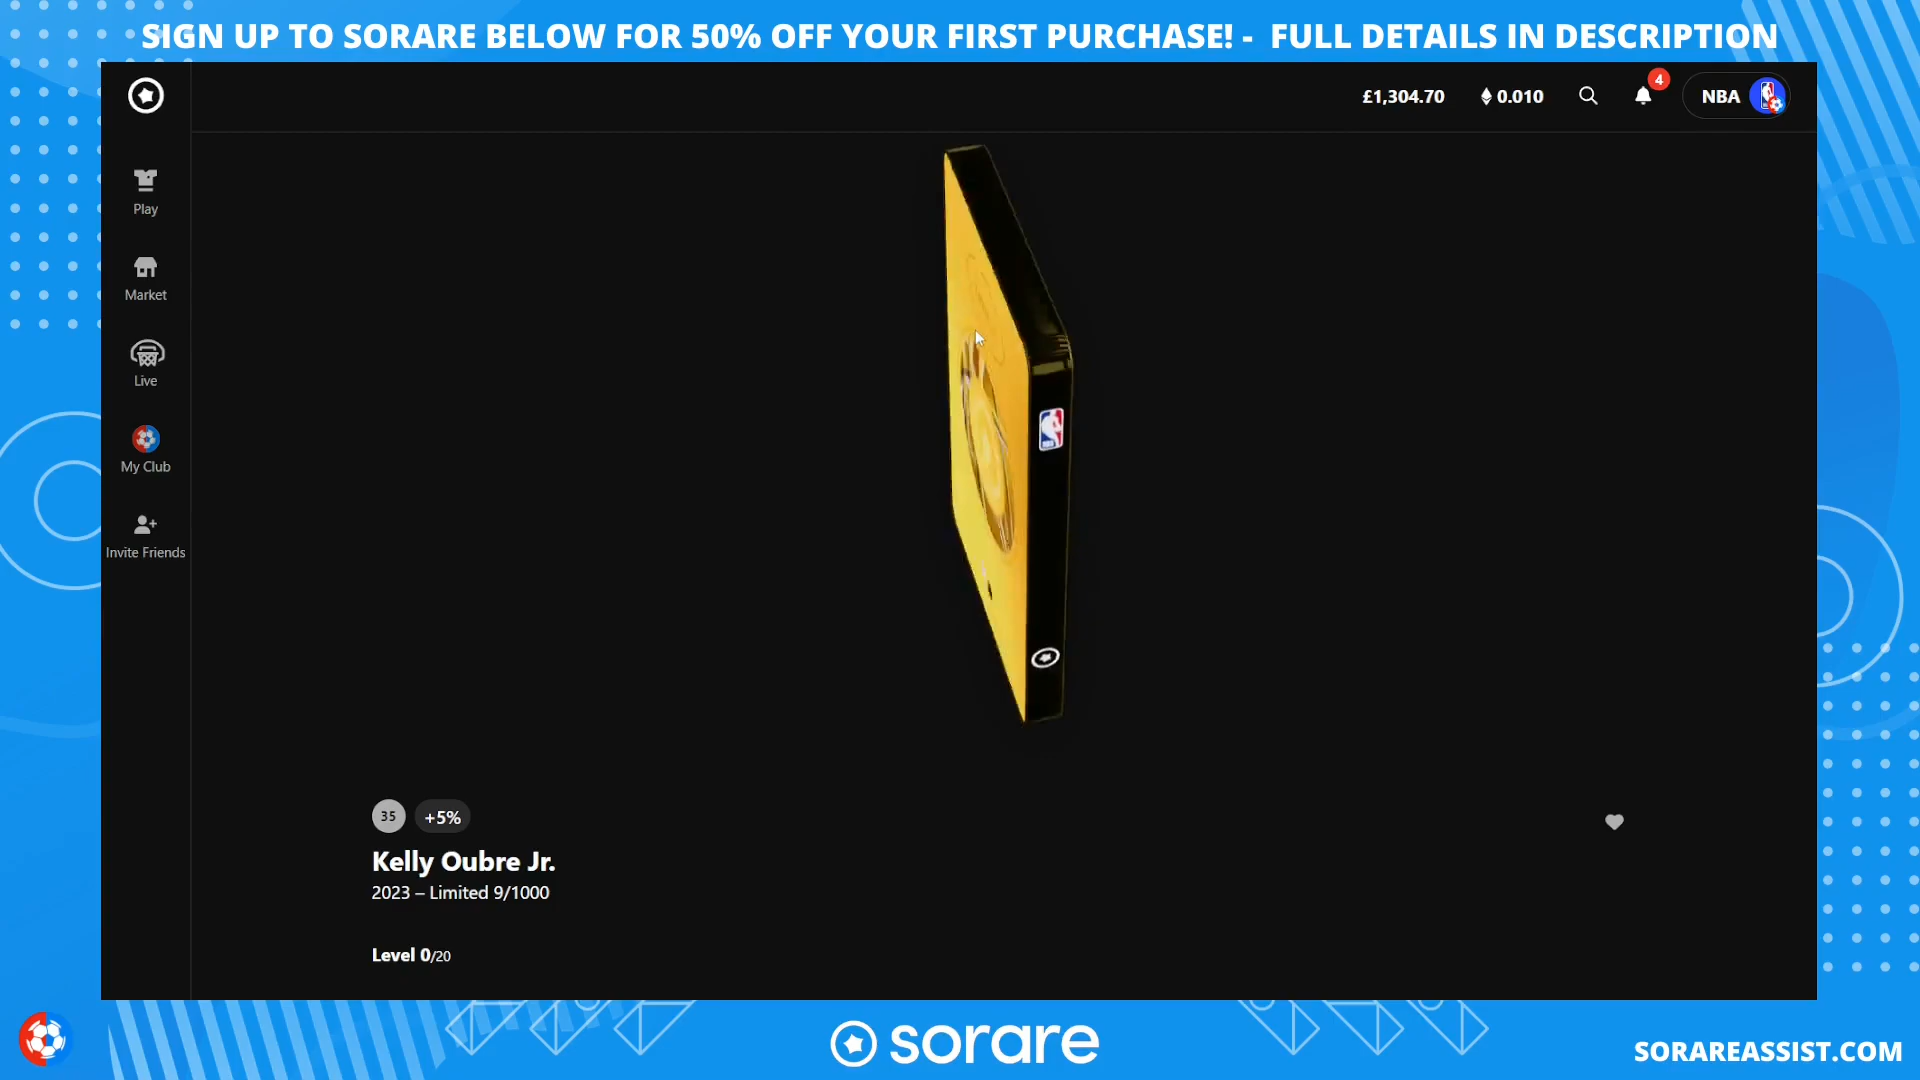 SIGN UP TO SORARE BELOW FOR 50% OFF YOUR FIRST PURCHASE! - FULL DETAILS IN DESCRIPTION
£1,304.70
0.010
4
NBA
Play
Market
Live
My Club
Invite Friends
35
+5%
Kelly Oubre Jr.
2023 – Limited 9/1000
Level 0/20
sorare
SORAREASSIST.COM